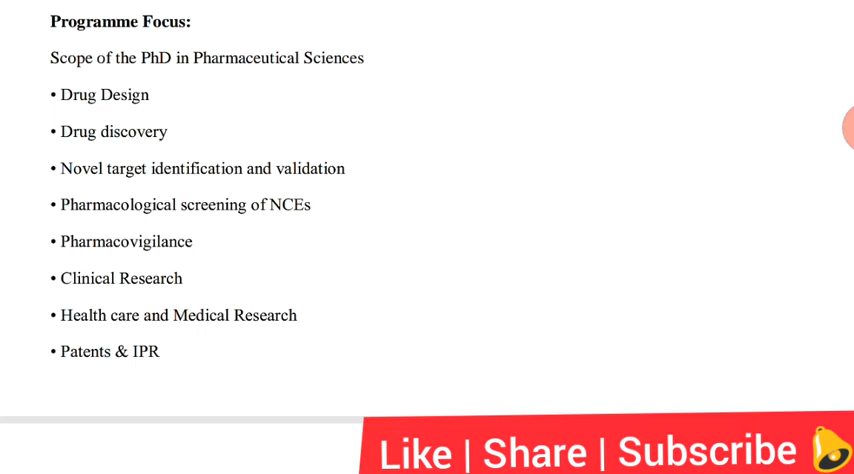 Programme Focus:
Scope of the PhD in Pharmaceutical Sciences
• Drug Design
• Drug discovery
• Novel target identification and validation
• Pharmacological screening of NCEs
• Pharmacovigilance
• Clinical Research
• Health care and Medical Research
• Patents & IPR
Like | Share | Subscribe